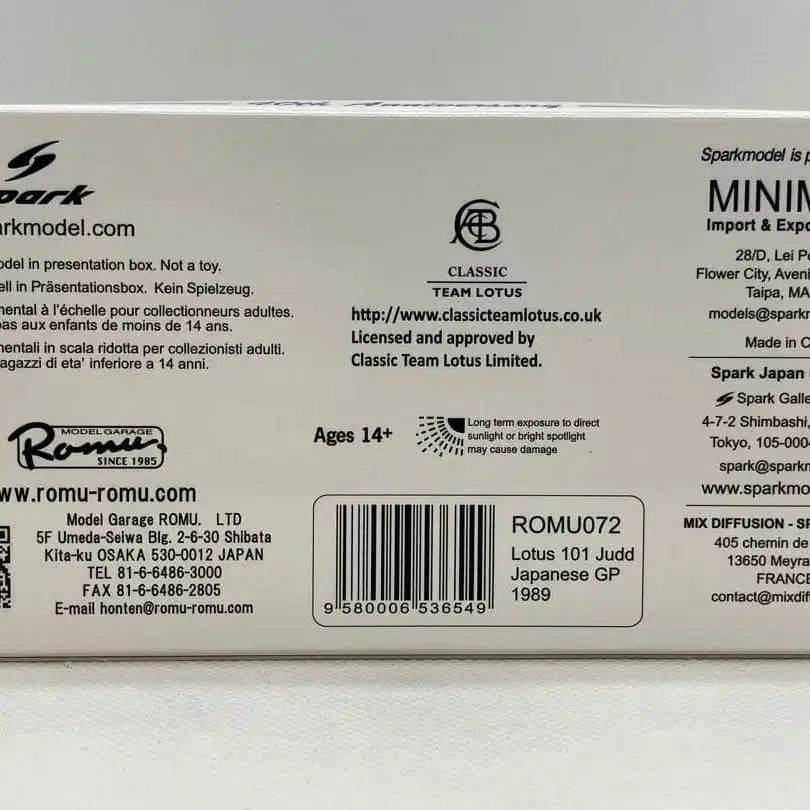 40th Anniversary
Spark
arkmodel.com
odel in presentation box. Not a toy.
ell in Präsentationsbox. Kein Spielzeug.
mental à l'échelle pour collectionneurs adultes.
pas aux enfants de moins de 14 ans.
mentali in scala ridotta per collezionisti adulti.
agazzi di eta' inferiore a 14 anni.
MODEL GARAGE
Romu
SINCE 1985
ww.romu-romu.com
Model Garage ROMU. LTD
5F Umeda-Seiwa Blg. 2-6-30 Shibata
Kita-ku OSAKA 530-0012 JAPAN
TEL 81-6-6486-3000
FAX 81-6-6486-2805
E-mail honten@romu-romu.com
ACBC
CLASSIC
TEAM LOTUS
http://www.classicteamlotus.co.uk
Licensed and approved by
Classic Team Lotus Limited.
Ages 14+
Long term exposure to direct
sunlight or bright spotlight
may cause damage
9 580006 536549
ROMU072
Lotus 101 Judd
Japanese GP
1989
Sparkmodel is p
MINIM
Import & Expo
28/D, Lei Po
Flower City, Aveni
Taipa, MA
models@sparkm
Made in C
Spark Japan
Spark Galle
4-7-2 Shimbashi,
Tokyo, 105-000
spark@sparkm
www.sparkmo
MIX DIFFUSION - SP
405 chemin de
13650 Meyra
FRANCE
contact@mixdiff